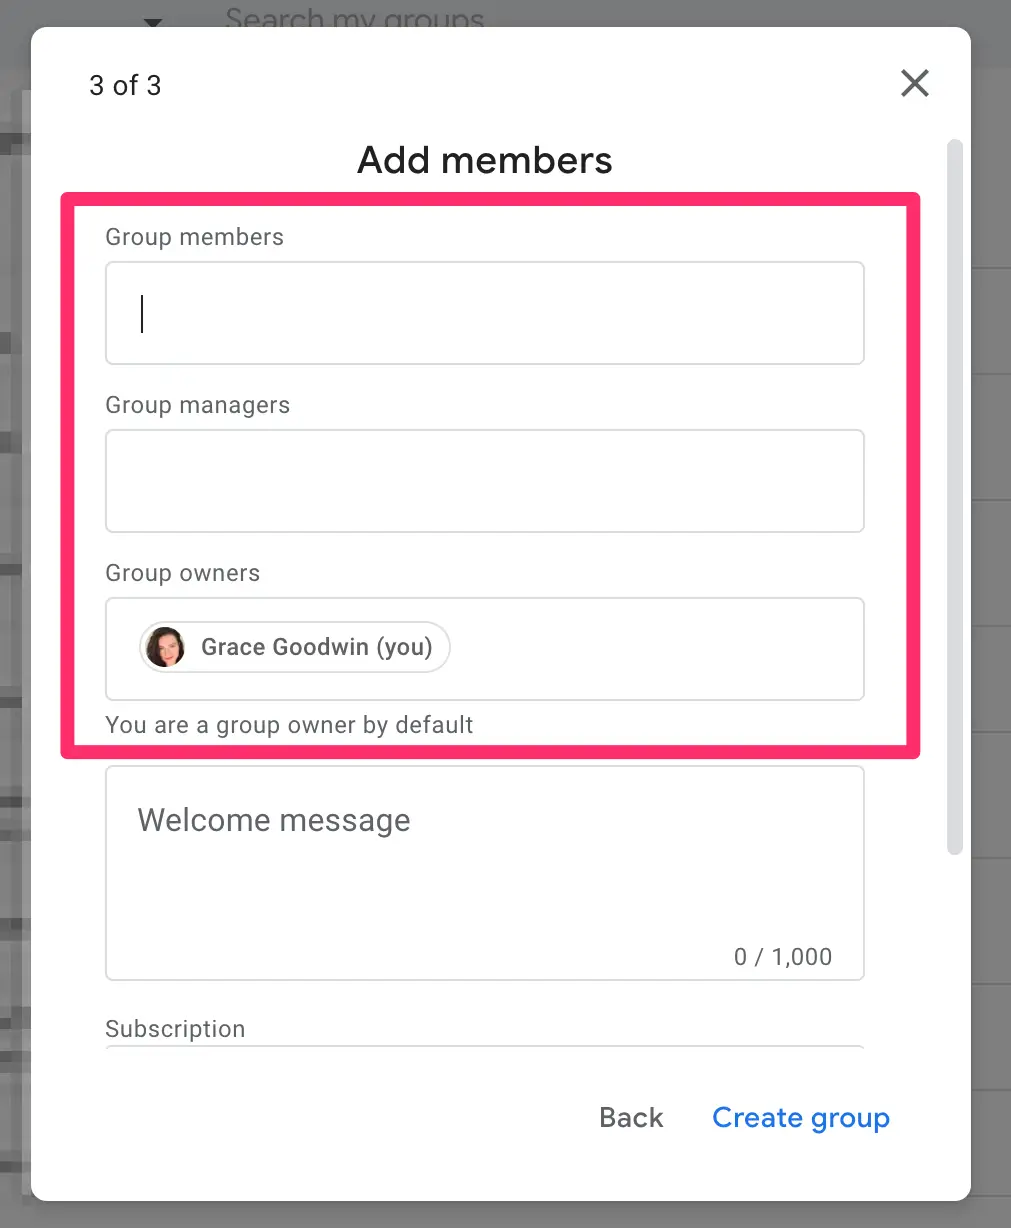 Search my groups
3 of 3
Add members
Group members
Group managers
Group owners
Grace Goodwin (you)
You are a group owner by default
Welcome message
0 / 1,000
Subscription
Back
Create group